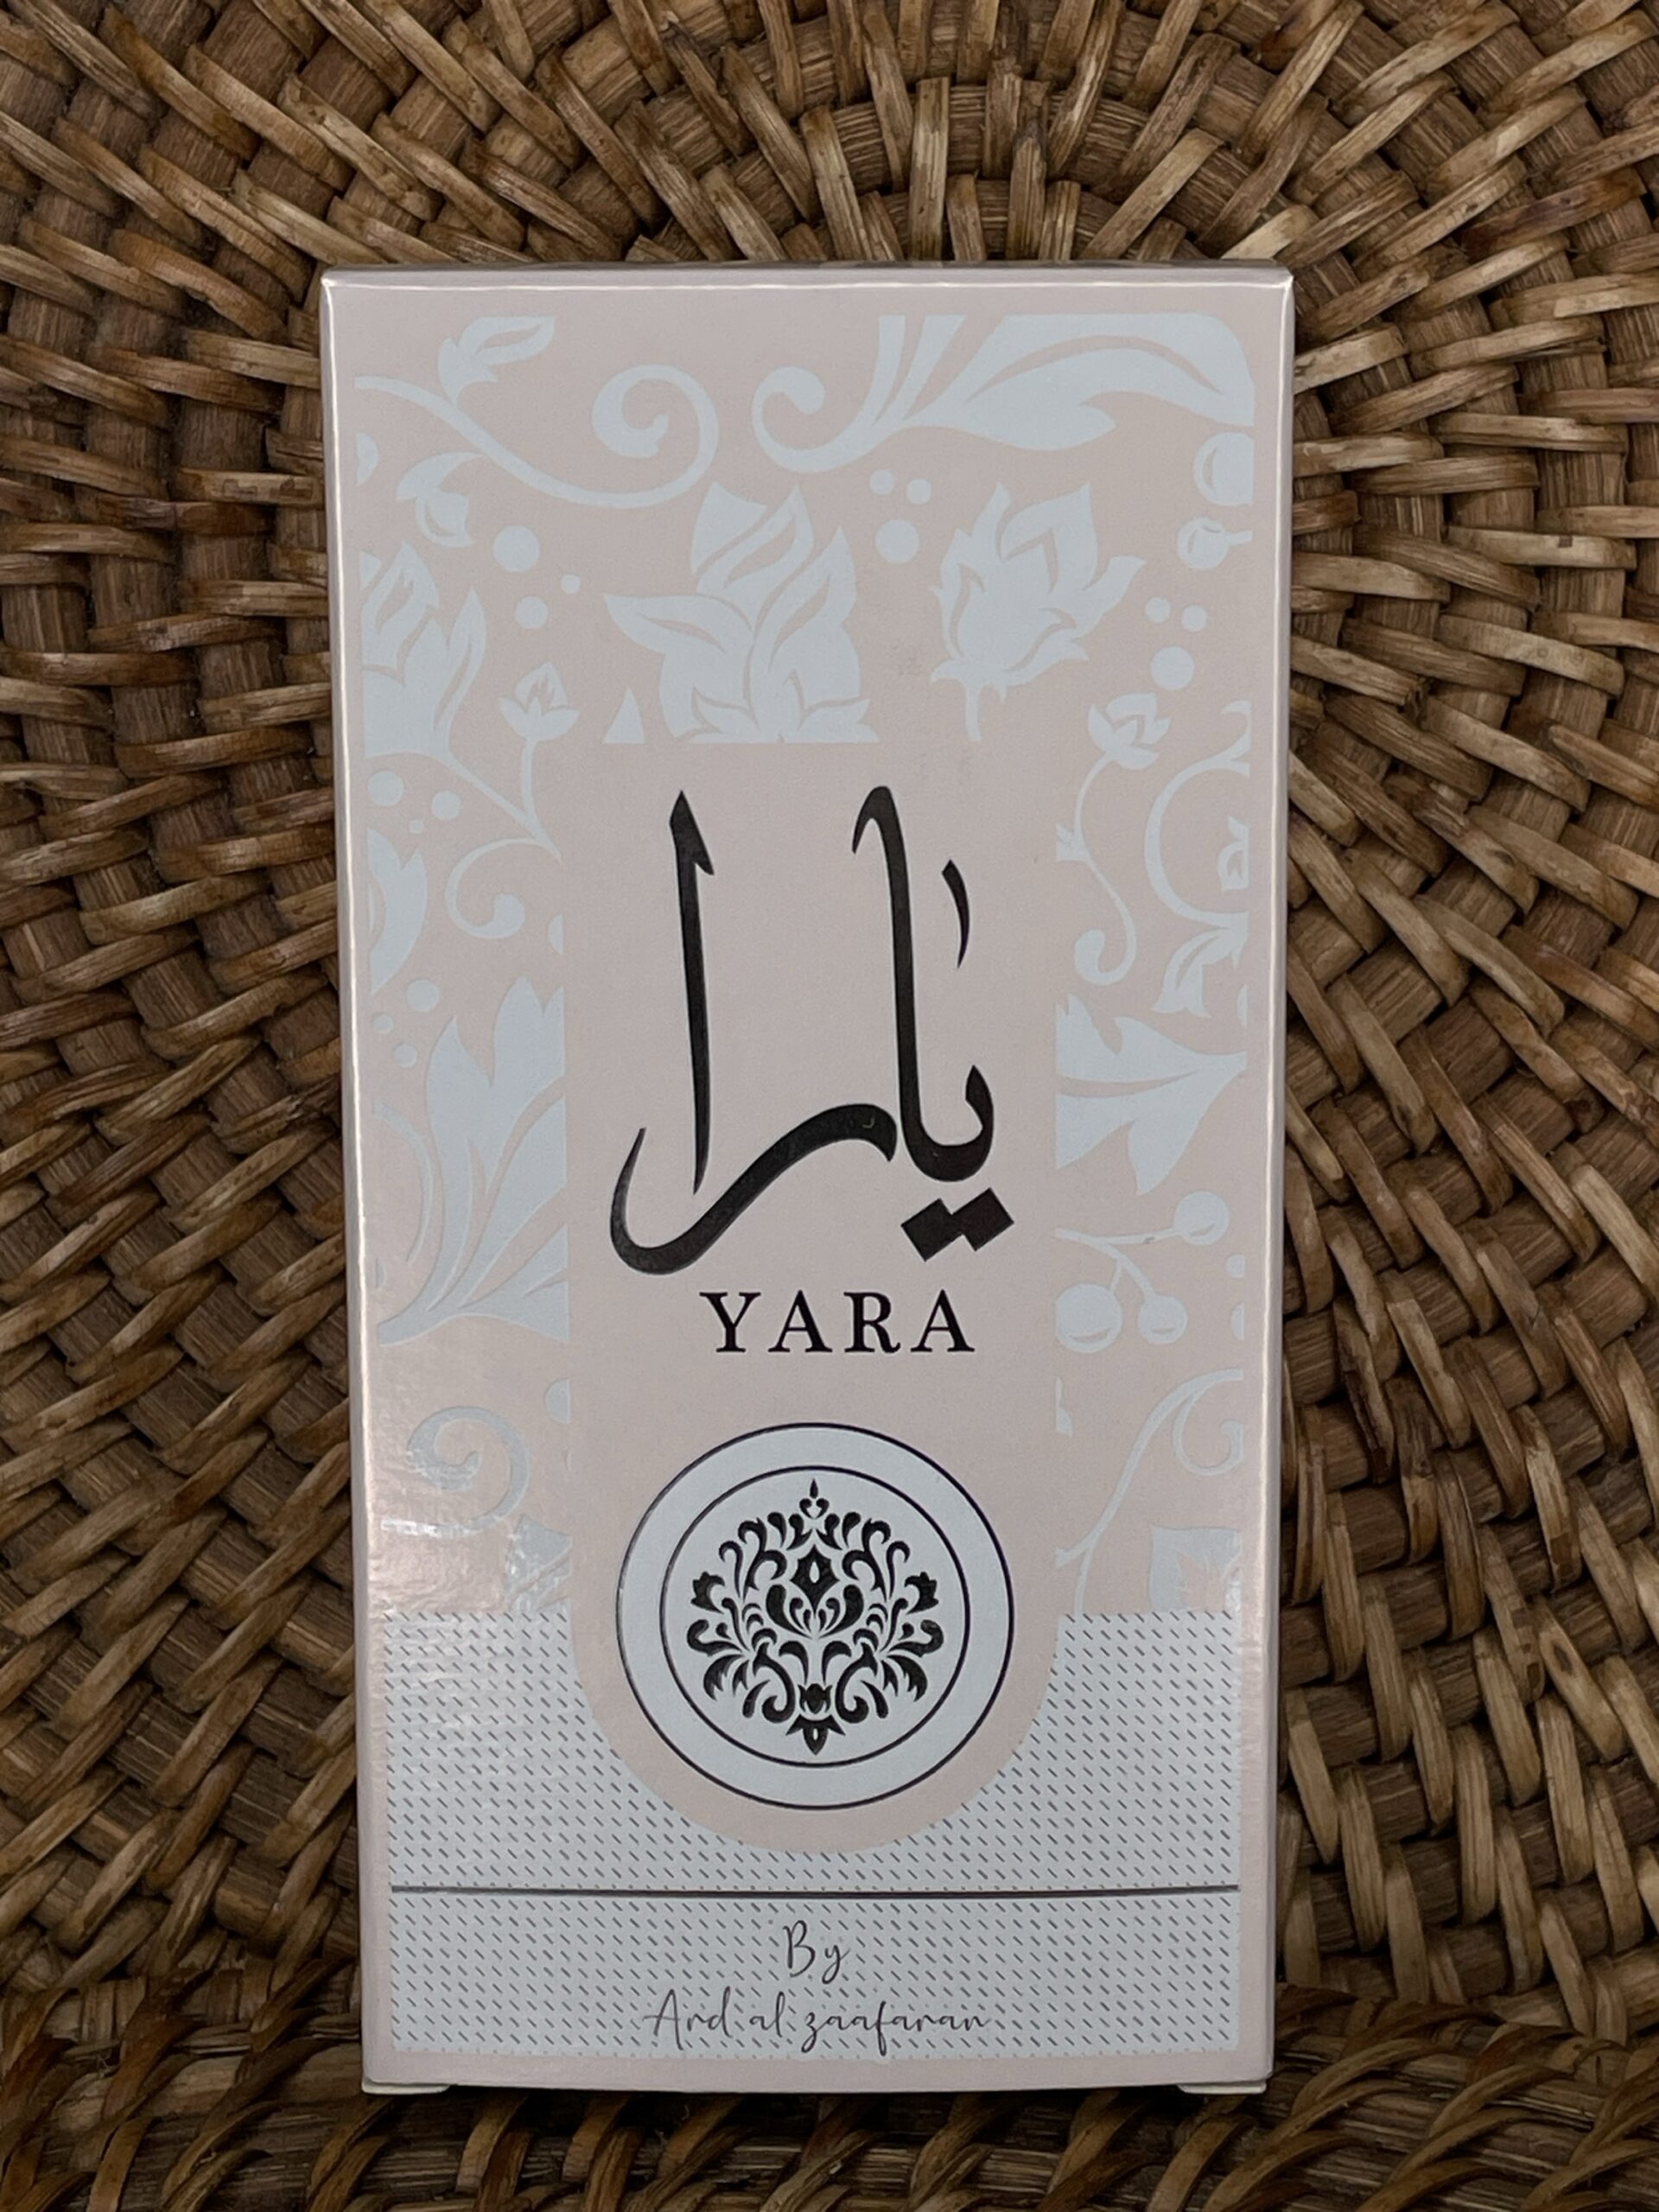 يارا
YARA
By
Ard al zaafaran